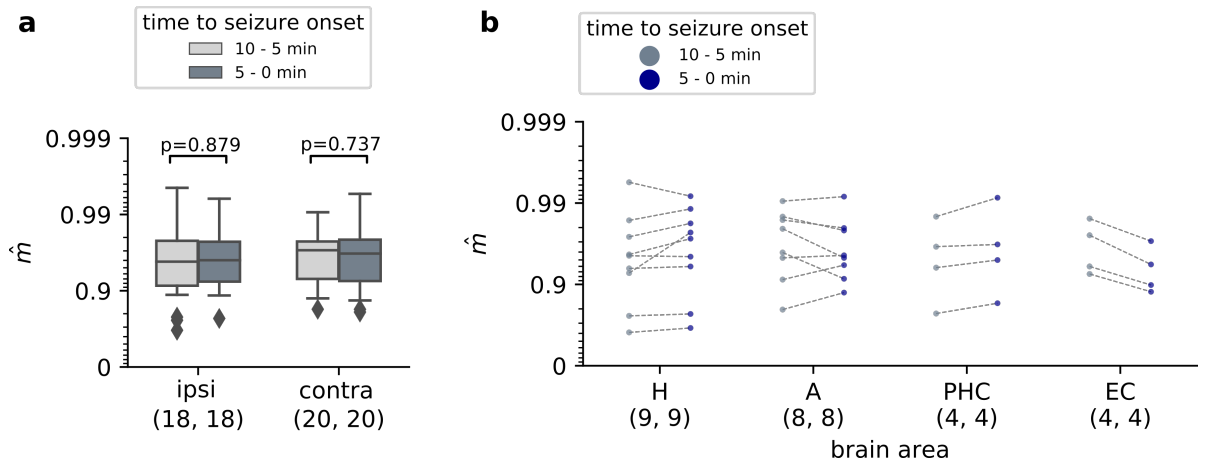 a
time to seizure onset
10 - 5 min
5 - 0 min
0.999
0.99
0.9
0
m̂
p=0.879
p=0.737
ipsi
(18, 18)
contra
(20, 20)
b
time to seizure onset
10 - 5 min
5 - 0 min
0.999
0.99
0.9
0
m̂
H
(9, 9)
A
(8, 8)
PHC
(4, 4)
EC
(4, 4)
brain area